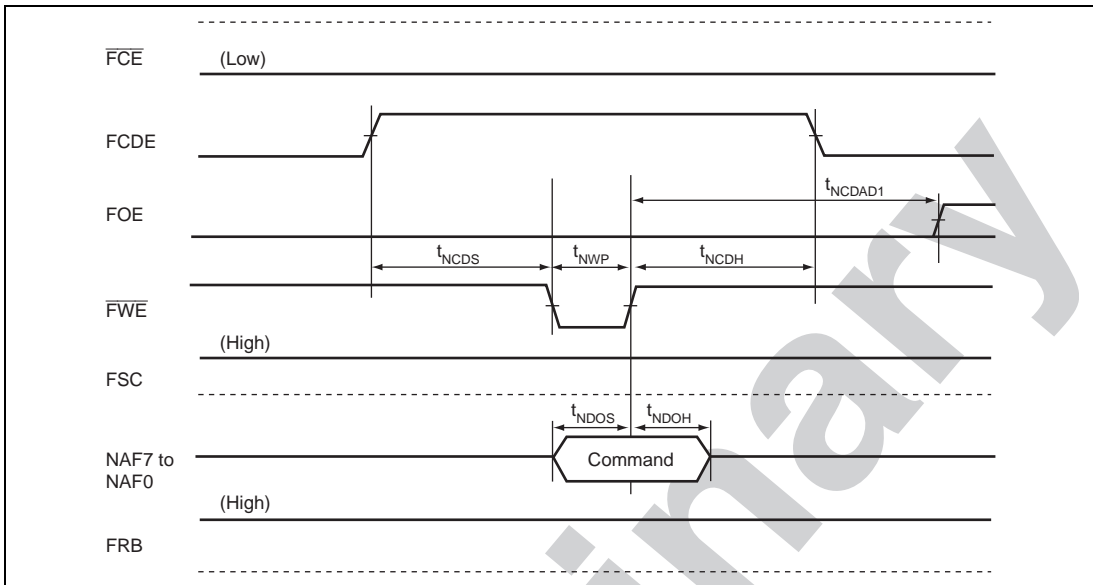 FCE (Low)
FCDE
FOE tNCDAD1
tNCDS tNWP tNCDH
FWE
(High)
FSC
tNDOS tNDOH
NAF7 to
NAF0
Command
(High)
FRB
inary